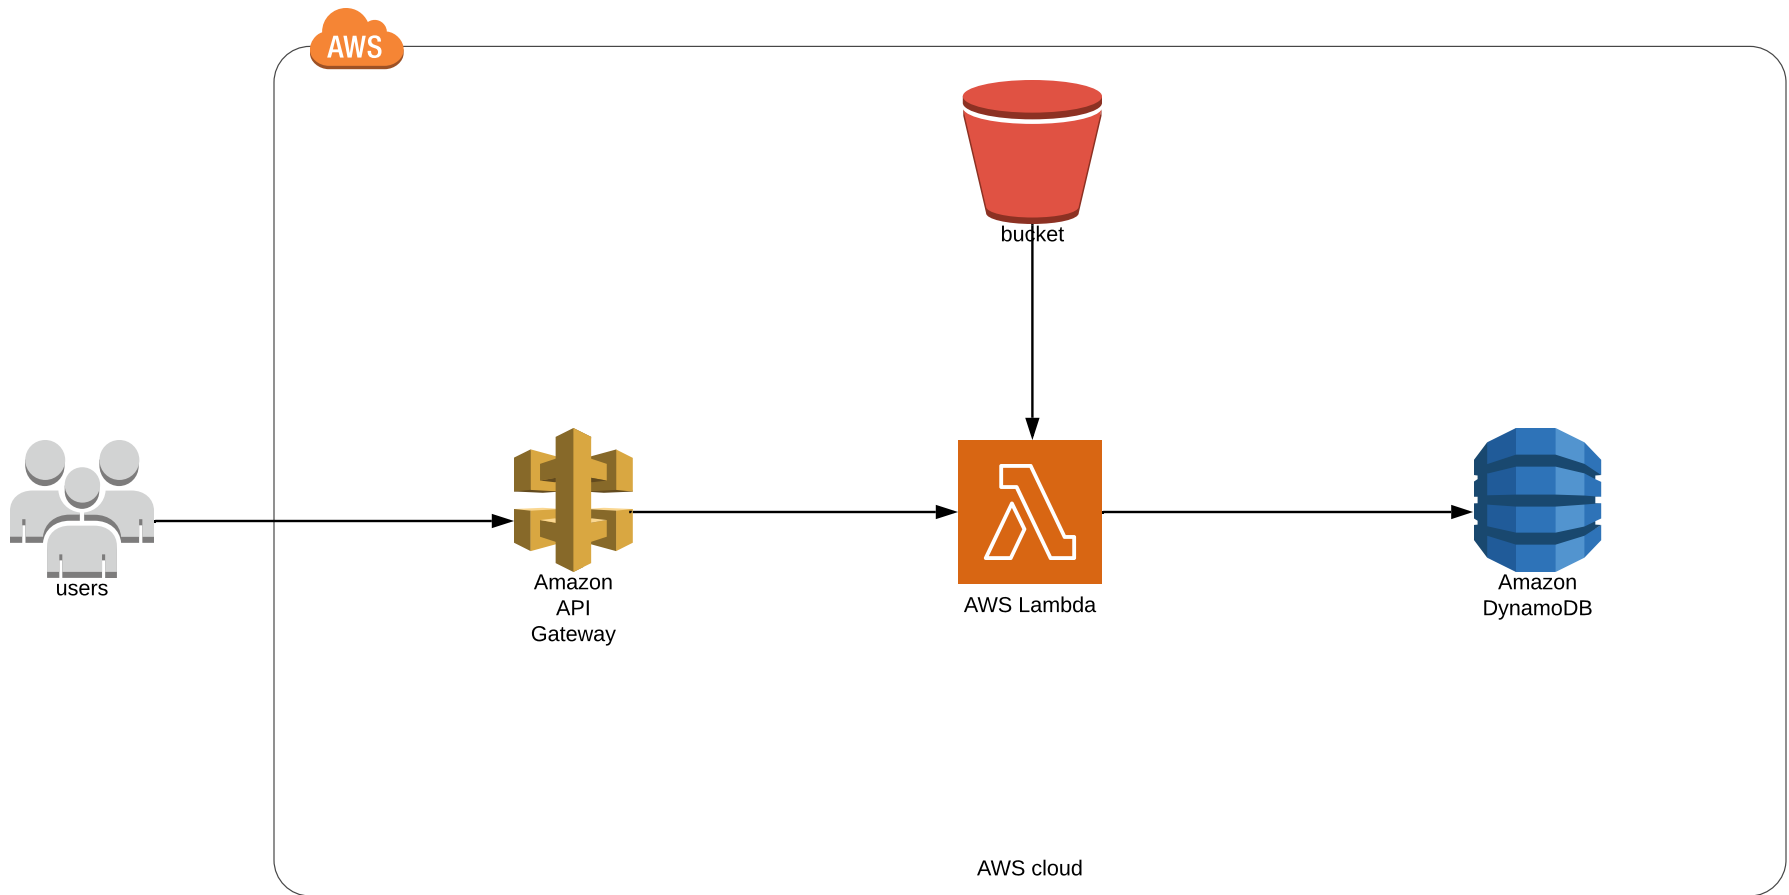 AWS
bucket
users
Amazon
API
Gateway
AWS Lambda
Amazon
DynamoDB
AWS cloud